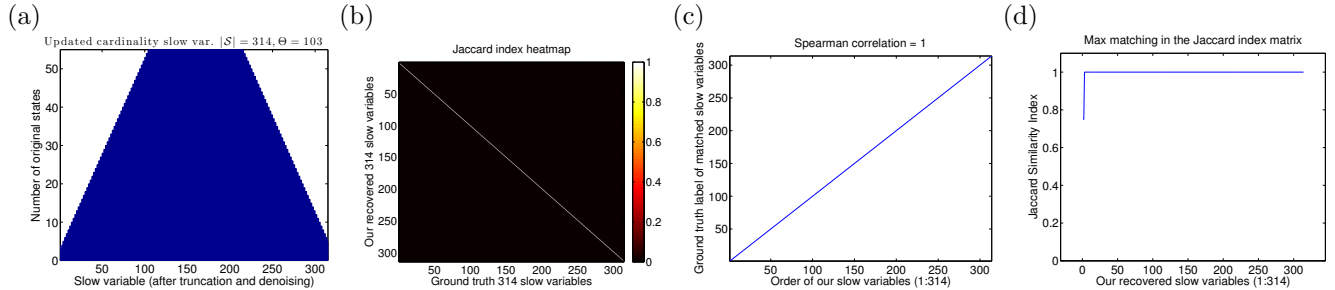 (a)
Updated cardinality slow var. |S| = 314, Θ = 103
Number of original states
55
50
45
40
35
30
25
20
15
10
5
0
50 100 150 200 250 300
Slow variable (after truncation and denoising)
(b)
Jaccard index heatmap
Our recovered 314 slow variables
50
100
150
200
250
300
50 100 150 200 250 300
Ground truth 314 slow variables
1
0.8
0.6
0.4
0.2
0
(c)
Spearman correlation = 1
Ground truth label of matched slow variables
300
250
200
150
100
50
50 100 150 200 250 300
Order of our slow variables (1:314)
(d)
Max matching in the Jaccard index matrix
Jaccard Similarity Index
1
0.8
0.6
0.4
0.2
0
0 50 100 150 200 250 300
Our recovered slow variables (1:314)